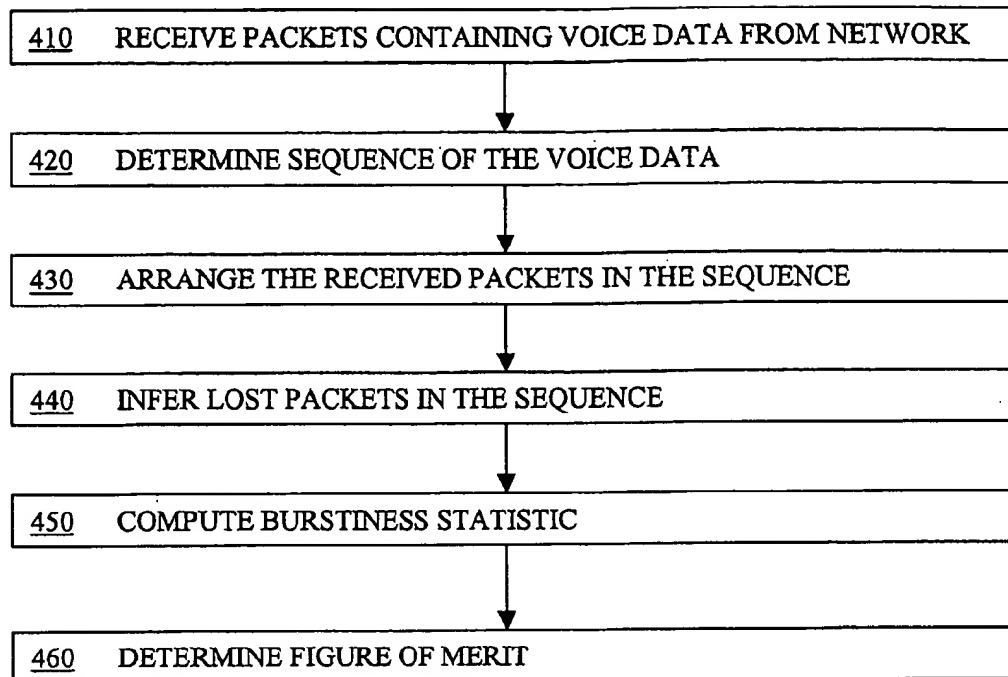 410 RECEIVE PACKETS CONTAINING VOICE DATA FROM NETWORK
420 DETERMINE SEQUENCE OF THE VOICE DATA
430 ARRANGE THE RECEIVED PACKETS IN THE SEQUENCE
440 INFER LOST PACKETS IN THE SEQUENCE
450 COMPUTE BURSTINESS STATISTIC
460 DETERMINE FIGURE OF MERIT